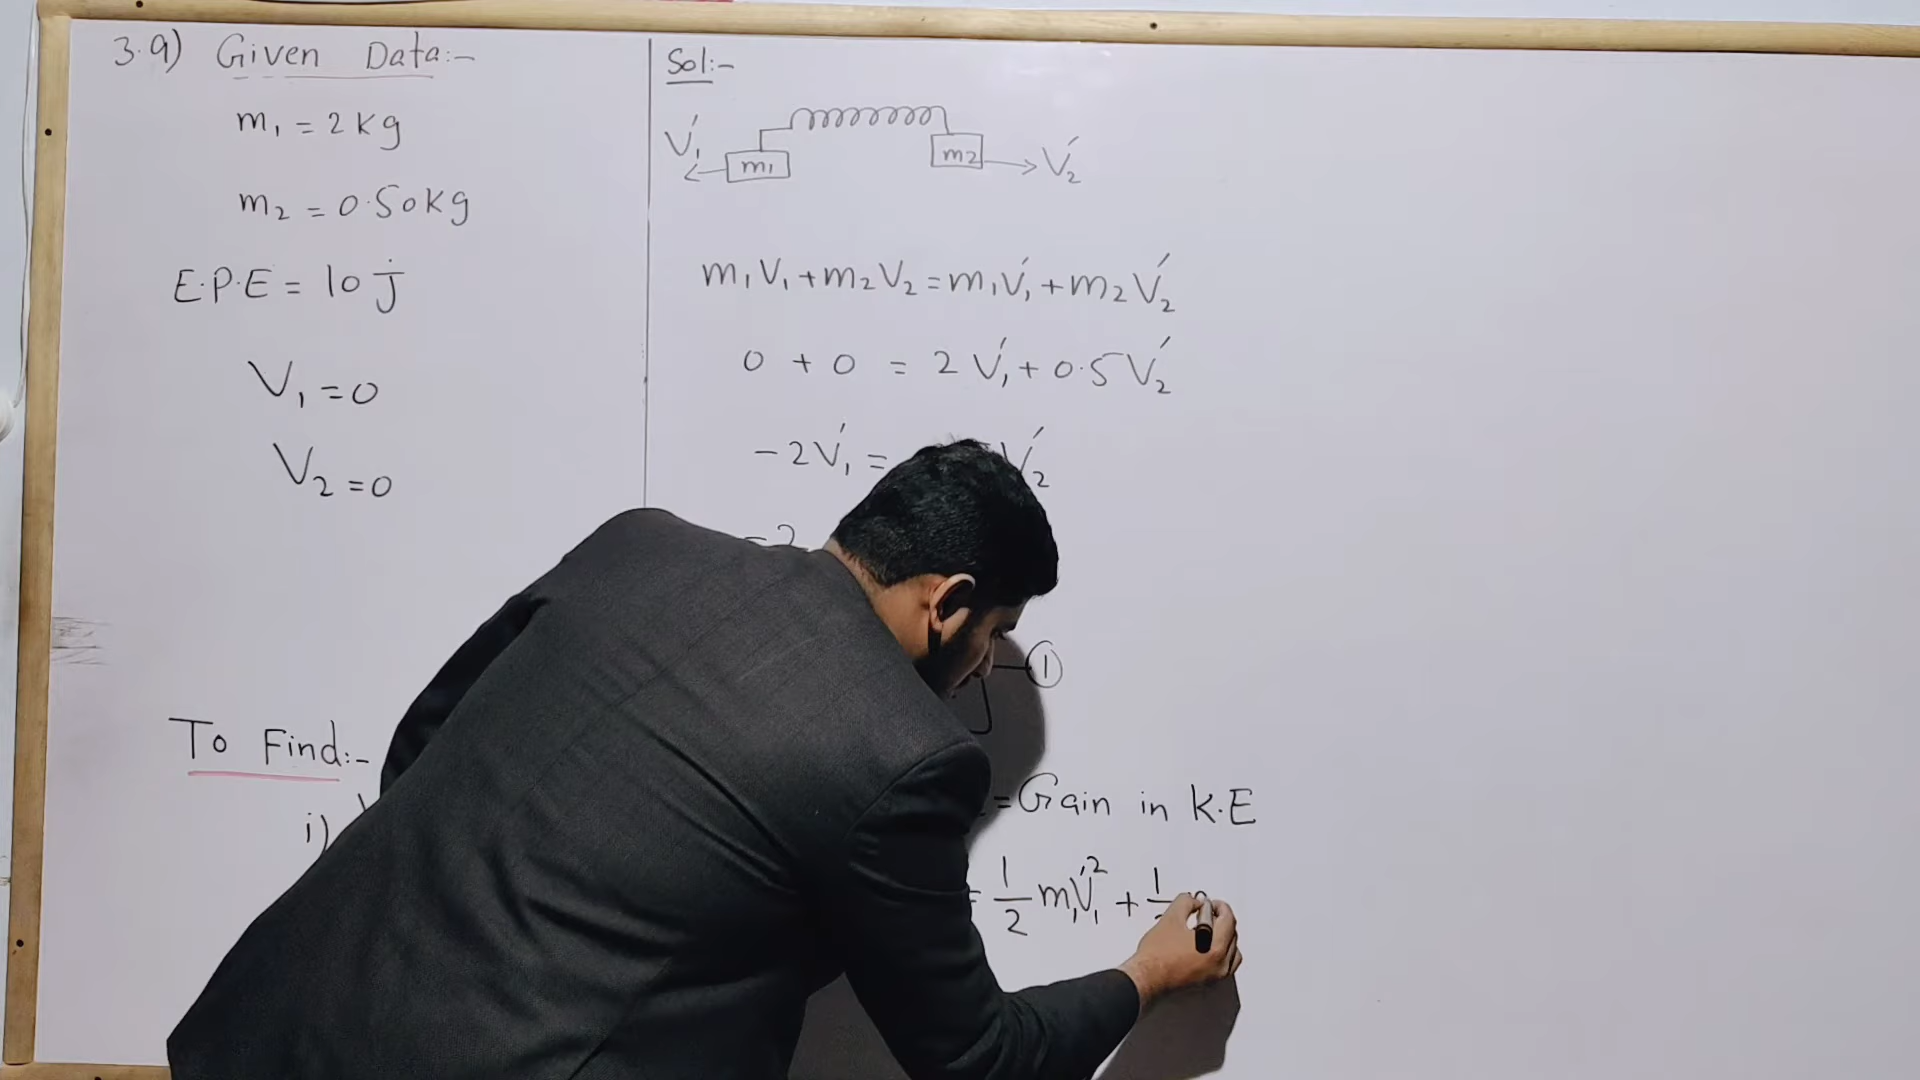 3.9) Given Data:-
m₁ = 2 kg
m₂ = 0.50 kg
E.P.E = 10 j
V₁ = 0
V₂ = 0
To Find:-
i)
Sol:-
V₁′ m₁ m₂ V₂′
m₁V₁ + m₂V₂ = m₁V₁′ + m₂V₂′
0 + 0 = 2V₁′ + 0.5V₂′
-2V₁′ = V₂′
-2
①
= Gain in K.E
= 1/2 m₁V₁′² + 1/